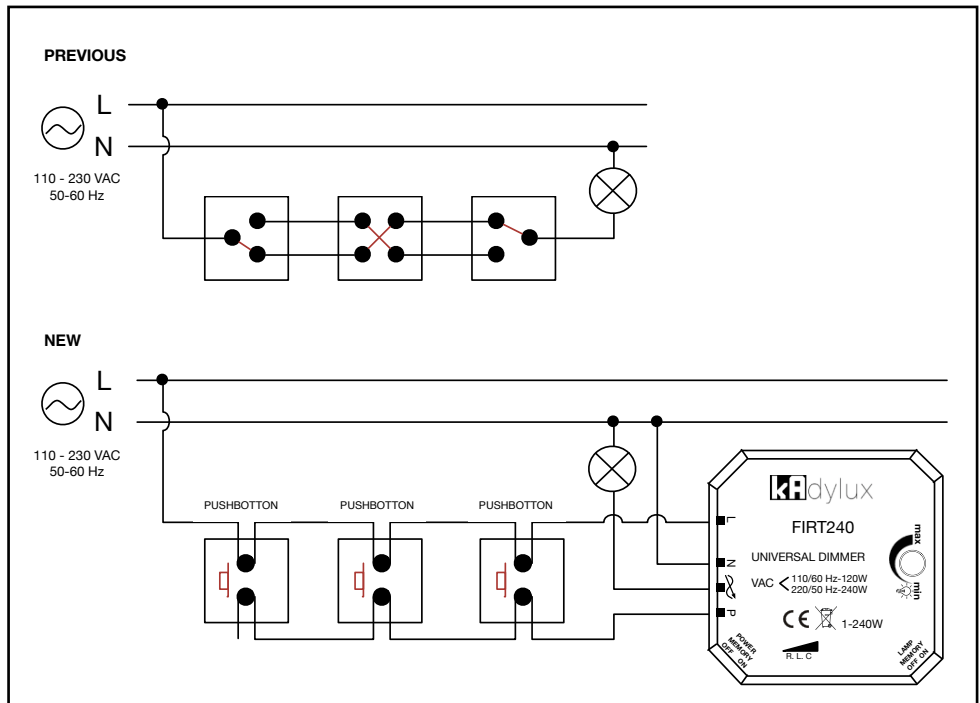 PREVIOUS
L
N
110 - 230 VAC
50-60 Hz
NEW
L
N
110 - 230 VAC
50-60 Hz
PUSHBOTTON
PUSHBOTTON
PUSHBOTTON
kAdylux
FIRT240
UNIVERSAL DIMMER
VAC < 110/60 Hz-120W
220/50 Hz-240W
CE 1-240W
R. L. C
L
N
P
max
min
POWER
MEMORY
OFF ON
LAMP
MEMORY
OFF ON